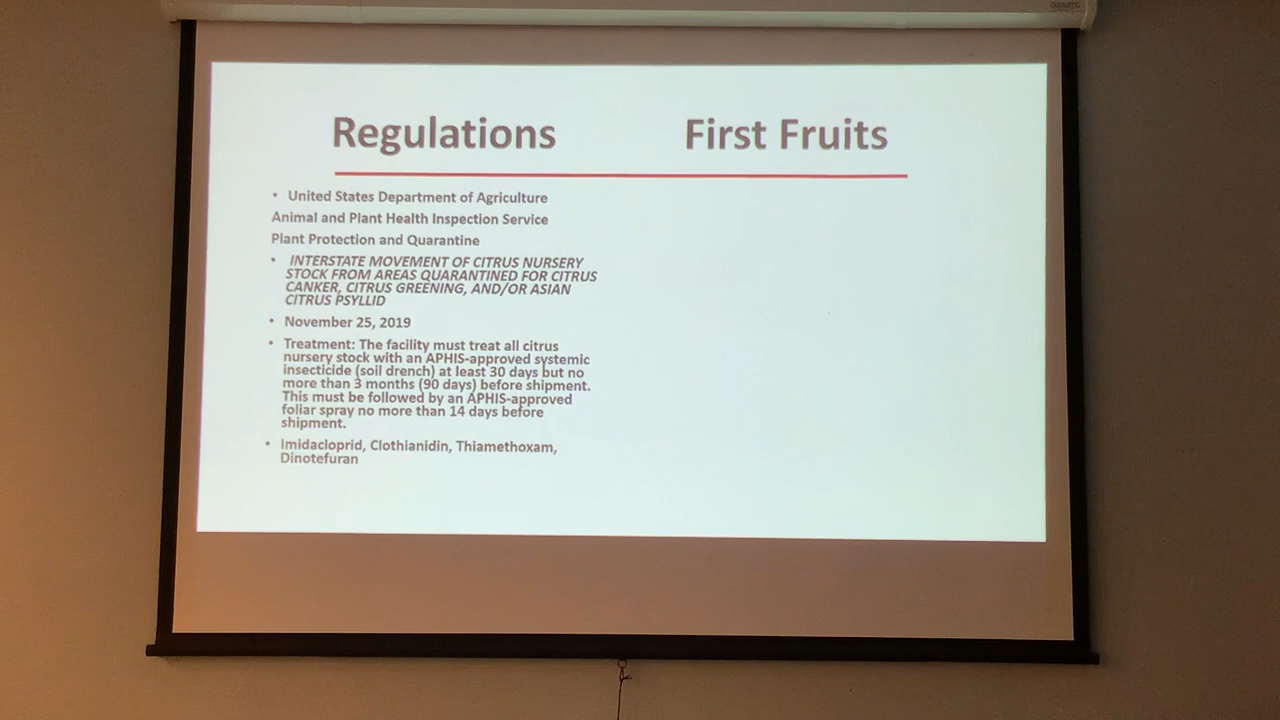 Regulations First Fruits
• United States Department of Agriculture
Animal and Plant Health Inspection Service
Plant Protection and Quarantine
• INTERSTATE MOVEMENT OF CITRUS NURSERY
STOCK FROM AREAS QUARANTINED FOR CITRUS
CANKER, CITRUS GREENING, AND/OR ASIAN
CITRUS PSYLLID
• November 25, 2019
• Treatment: The facility must treat all citrus
nursery stock with an APHIS-approved systemic
insecticide (soil drench) at least 30 days but no
more than 3 months (90 days) before shipment.
This must be followed by an APHIS-approved
foliar spray no more than 14 days before
shipment.
• Imidacloprid, Clothianidin, Thiamethoxam,
Dinotefuran